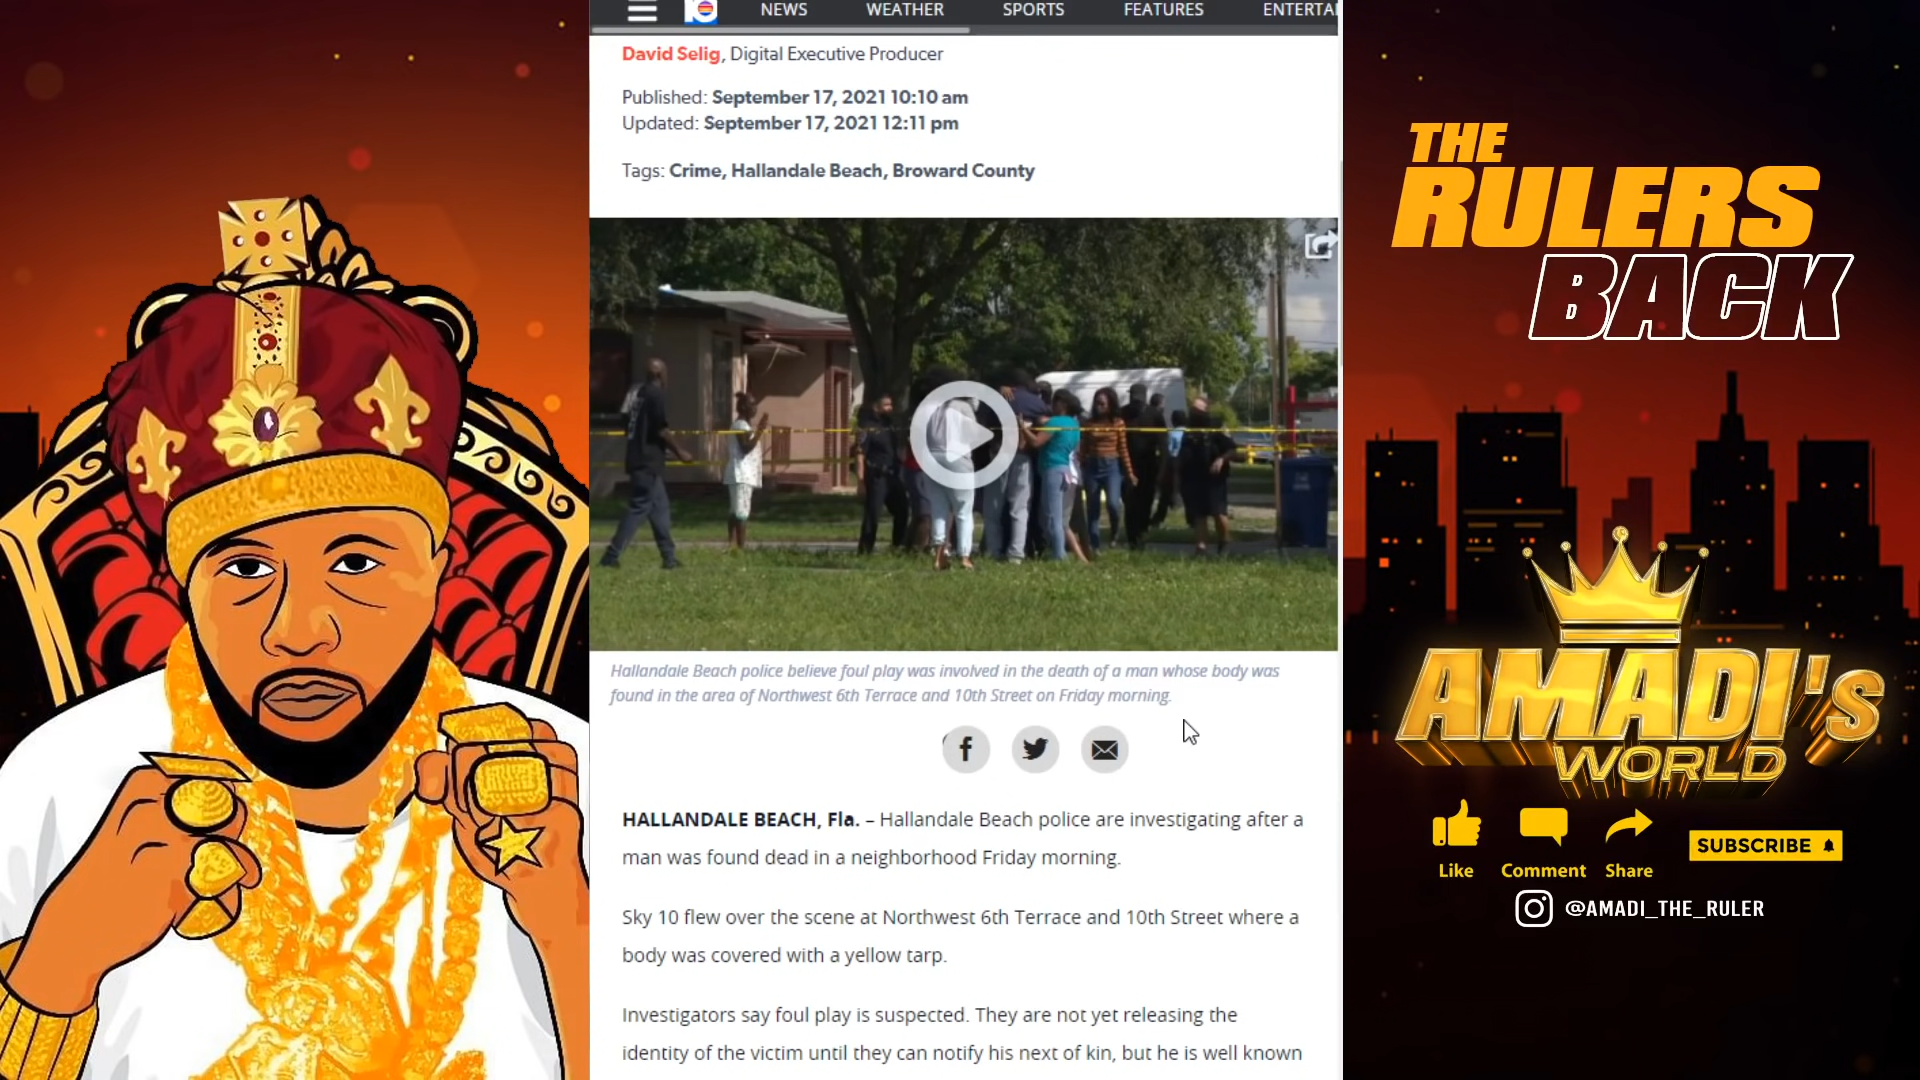 NEWS
WEATHER
SPORTS
FEATURES
ENTERTAI
David Selig, Digital Executive Producer
Published: September 17, 2021 10:10 am
Updated: September 17, 2021 12:11 pm
Tags: Crime, Hallandale Beach, Broward County
Hallandale Beach police believe foul play was involved in the death of a man whose body was
found in the area of Northwest 6th Terrace and 10th Street on Friday morning.
HALLANDALE BEACH, Fla. – Hallandale Beach police are investigating after a
man was found dead in a neighborhood Friday morning.
Sky 10 flew over the scene at Northwest 6th Terrace and 10th Street where a
body was covered with a yellow tarp.
Investigators say foul play is suspected. They are not yet releasing the
identity of the victim until they can notify his next of kin, but he is well known
THE
RULERS
BACK
AMADI's
WORLD
Like
Comment
Share
SUBSCRIBE
@AMADI_THE_RULER